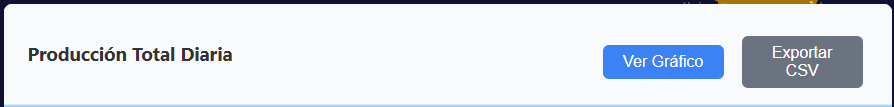 Producción Total Diaria
Ver Gráfico
Exportar
CSV